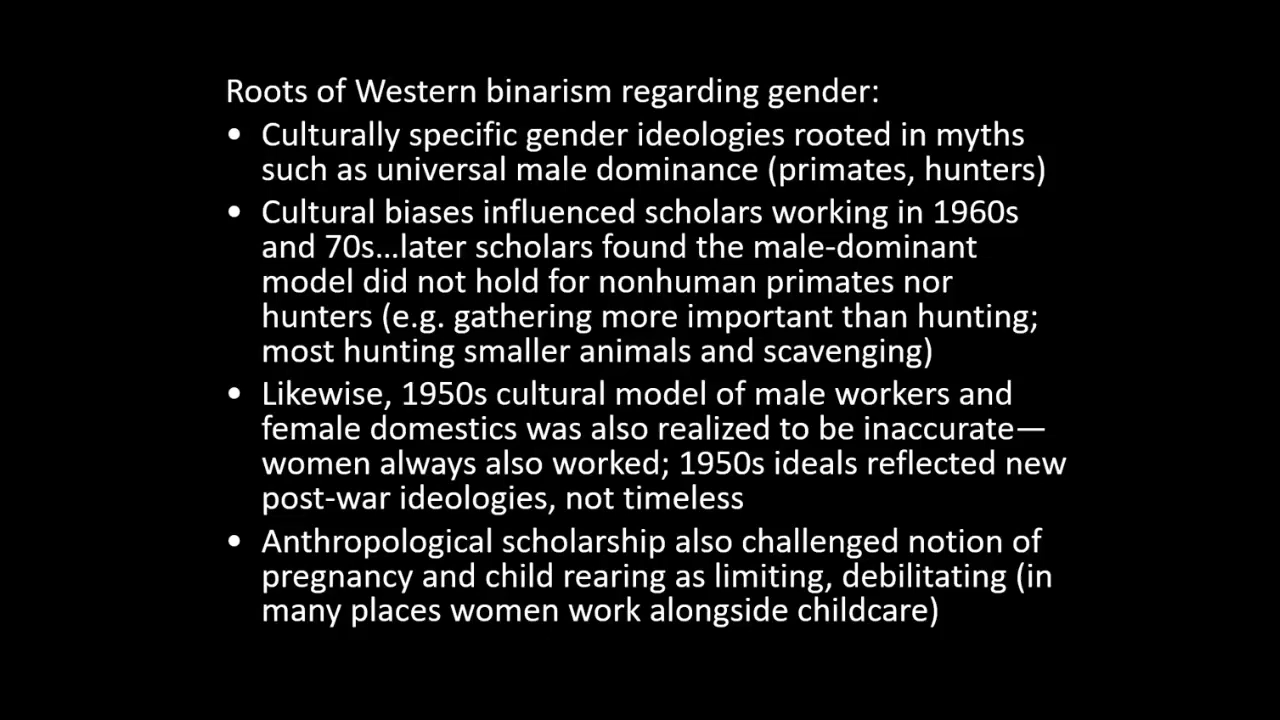 Roots of Western binarism regarding gender:
• Culturally specific gender ideologies rooted in myths
such as universal male dominance (primates, hunters)
• Cultural biases influenced scholars working in 1960s
and 70s…later scholars found the male-dominant
model did not hold for nonhuman primates nor
hunters (e.g. gathering more important than hunting;
most hunting smaller animals and scavenging)
• Likewise, 1950s cultural model of male workers and
female domestics was also realized to be inaccurate—
women always also worked; 1950s ideals reflected new
post-war ideologies, not timeless
• Anthropological scholarship also challenged notion of
pregnancy and child rearing as limiting, debilitating (in
many places women work alongside childcare)